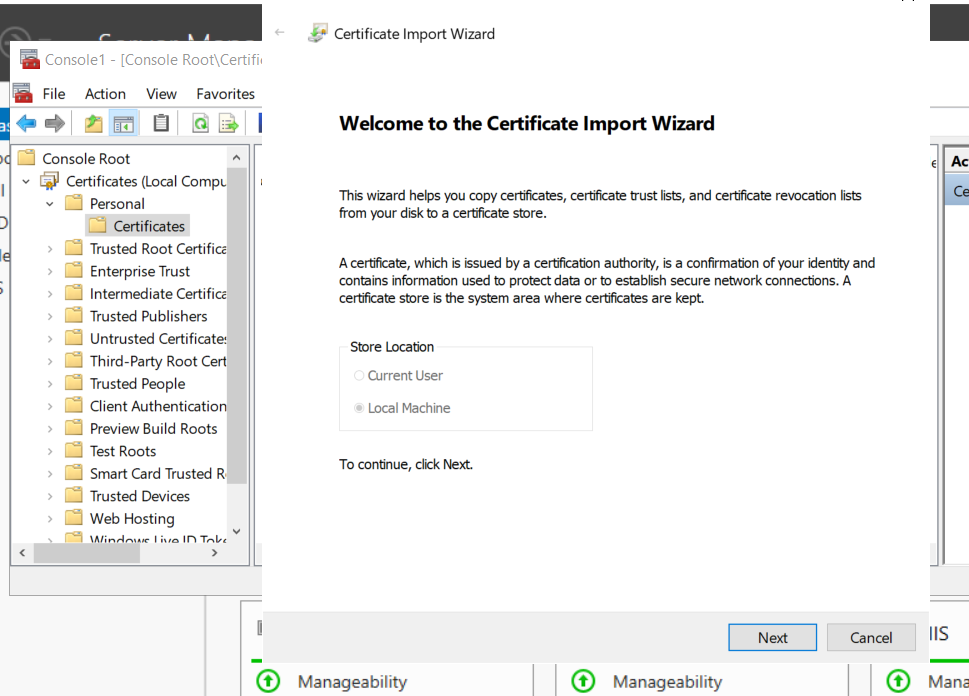 Console1 - [Console Root\Certifi
File Action View Favorites
Console Root
Certificates (Local Compu
Personal
Certificates
Trusted Root Certifica
Enterprise Trust
Intermediate Certifica
Trusted Publishers
Untrusted Certificates
Third-Party Root Cert
Trusted People
Client Authentication
Preview Build Roots
Test Roots
Smart Card Trusted R
Trusted Devices
Web Hosting
Windows Live ID Toke
Certificate Import Wizard
Welcome to the Certificate Import Wizard
This wizard helps you copy certificates, certificate trust lists, and certificate revocation lists
from your disk to a certificate store.
A certificate, which is issued by a certification authority, is a confirmation of your identity and
contains information used to protect data or to establish secure network connections. A
certificate store is the system area where certificates are kept.
Store Location
Current User
Local Machine
To continue, click Next.
Next Cancel
Ac
Ce
IIS
Manageability Manageability Mana